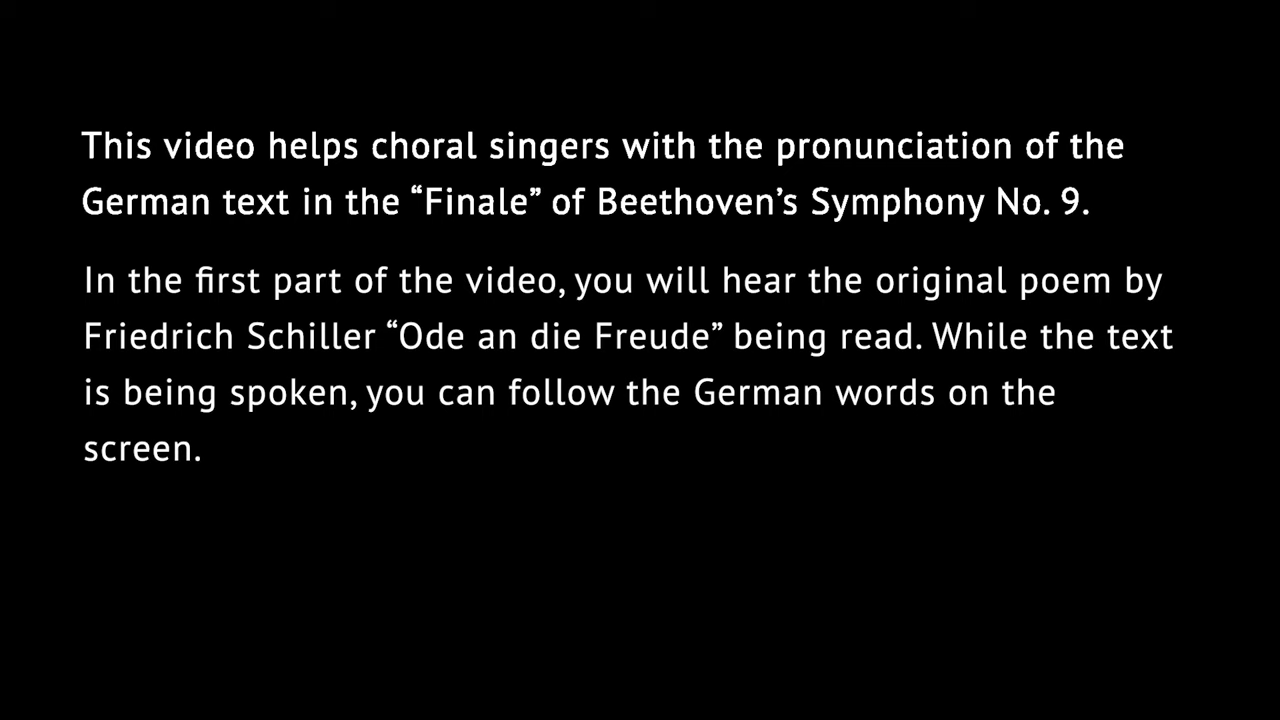 This video helps choral singers with the pronunciation of the
German text in the “Finale” of Beethoven’s Symphony No. 9.
In the first part of the video, you will hear the original poem by
Friedrich Schiller “Ode an die Freude” being read. While the text
is being spoken, you can follow the German words on the
screen.